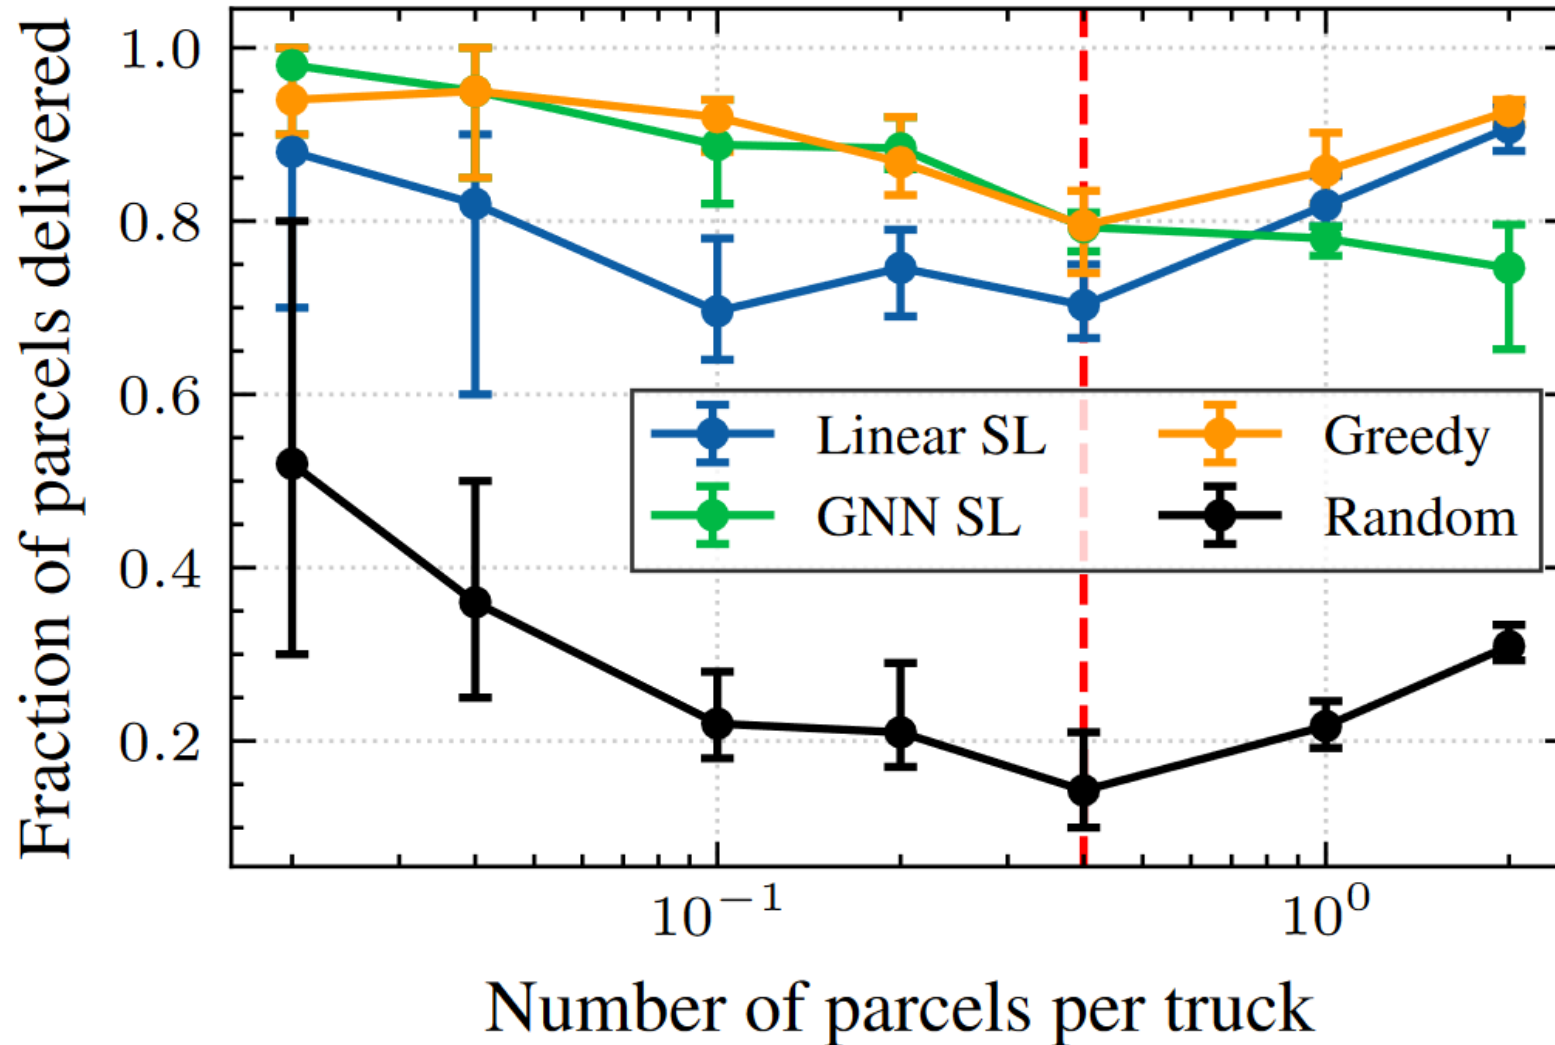 Fraction of parcels delivered
1.0
0.8
0.6
0.4
0.2
Linear SL
GNN SL
Greedy
Random
10⁻¹
10⁰
Number of parcels per truck